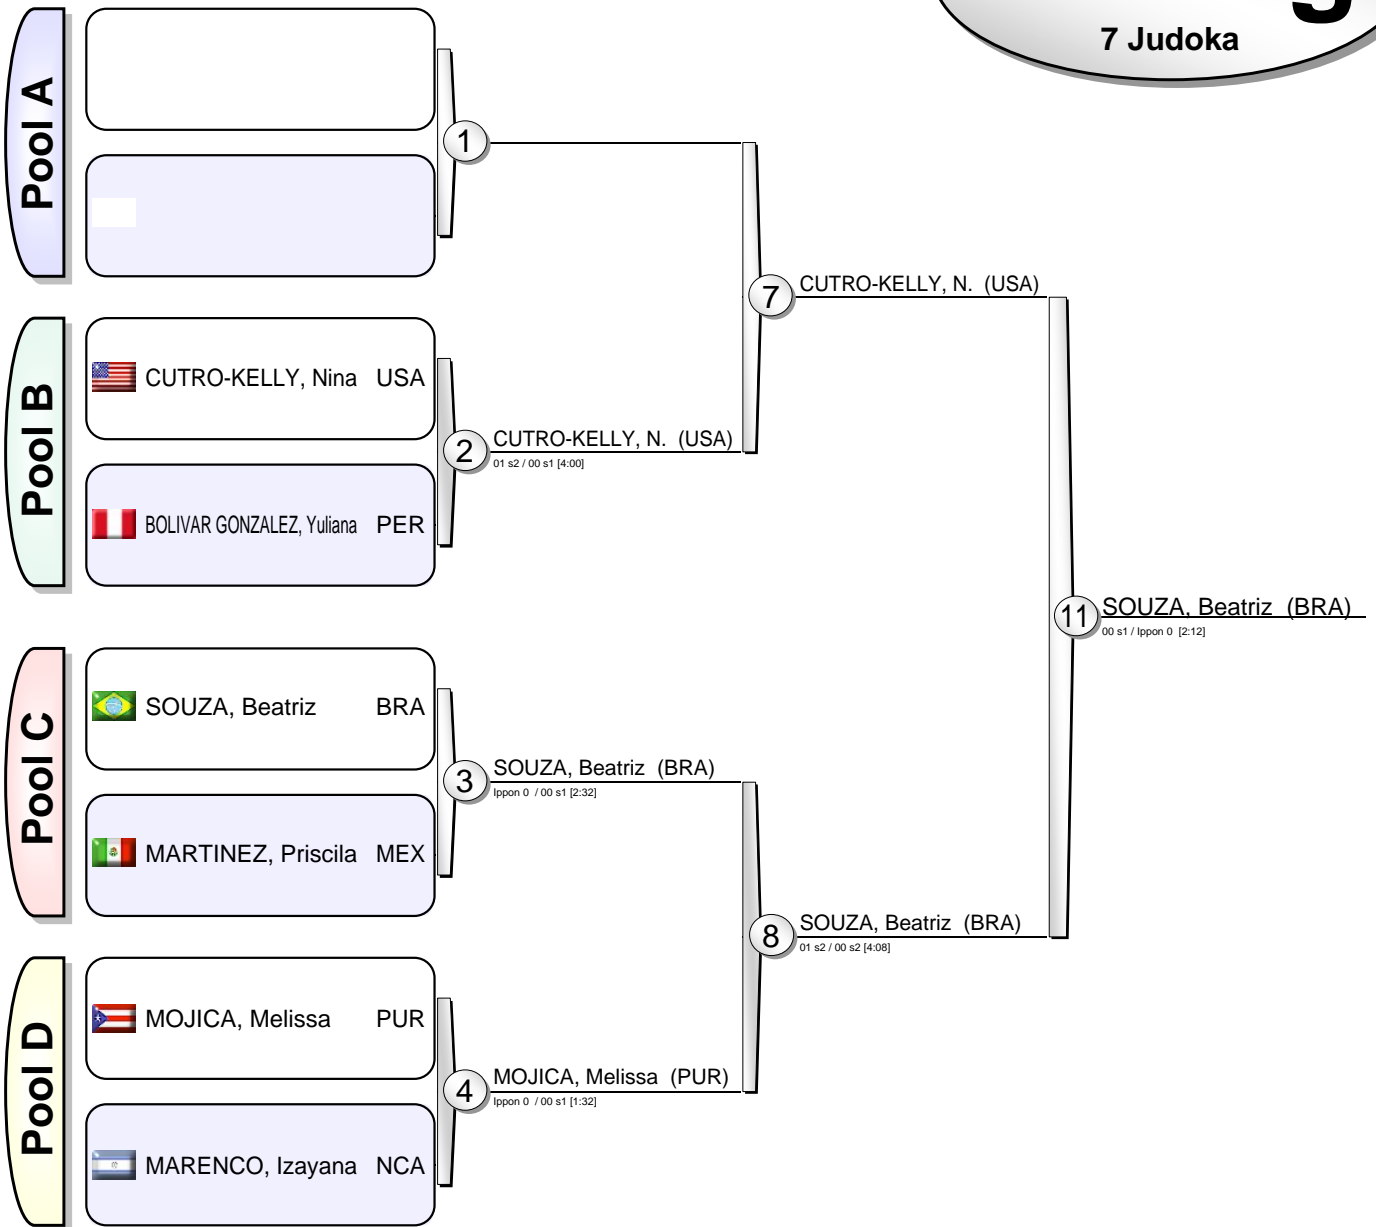 7 Judoka
Pool A
1
7
CUTRO-KELLY, N. (USA)
Pool B
CUTRO-KELLY, Nina USA
2
CUTRO-KELLY, N. (USA)
01 s2 / 00 s1 [4:00]
BOLIVAR GONZALEZ, Yuliana PER
11
SOUZA, Beatriz (BRA)
00 s1 / Ippon 0 [2:12]
Pool C
SOUZA, Beatriz BRA
3
SOUZA, Beatriz (BRA)
Ippon 0 / 00 s1 [2:32]
MARTINEZ, Priscila MEX
8
SOUZA, Beatriz (BRA)
01 s2 / 00 s2 [4:08]
Pool D
MOJICA, Melissa PUR
4
MOJICA, Melissa (PUR)
Ippon 0 / 00 s1 [1:32]
MARENCO, Izayana NCA